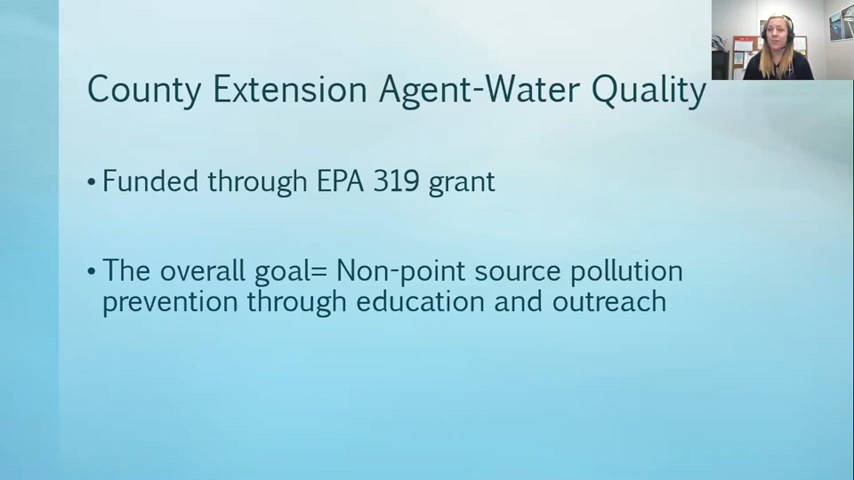 County Extension Agent-Water Quality
• Funded through EPA 319 grant
• The overall goal= Non-point source pollution
prevention through education and outreach